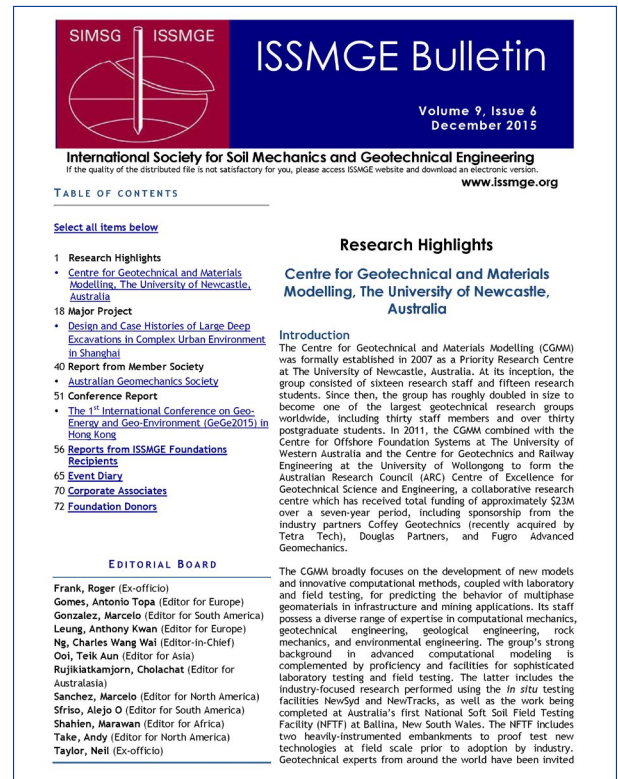 SIMSG ISSMGE
ISSMGE Bulletin
Volume 9, Issue 6
December 2015
International Society for Soil Mechanics and Geotechnical Engineering
If the quality of the distributed file is not satisfactory for you, please access ISSMGE website and download an electronic version.
www.issmge.org
TABLE OF CONTENTS
Select all items below
1 Research Highlights
• Centre for Geotechnical and Materials
Modelling, The University of Newcastle,
Australia
18 Major Project
• Design and Case Histories of Large Deep
Excavations in Complex Urban Environment
in Shanghai
40 Report from Member Society
• Australian Geomechanics Society
51 Conference Report
• The 1st International Conference on Geo-
Energy and Geo-Environment (GeGe2015) in
Hong Kong
56 Reports from ISSMGE Foundations
Recipients
65 Event Diary
70 Corporate Associates
72 Foundation Donors
EDITORIAL BOARD
Frank, Roger (Ex-officio)
Gomes, Antonio Topa (Editor for Europe)
Gonzalez, Marcelo (Editor for South America)
Leung, Anthony Kwan (Editor for Europe)
Ng, Charles Wang Wai (Editor-in-Chief)
Ooi, Teik Aun (Editor for Asia)
Rujikiatkamjorn, Cholachat (Editor for
Australasia)
Sanchez, Marcelo (Editor for North America)
Sfriso, Alejo O (Editor for South America)
Shahien, Marawan (Editor for Africa)
Take, Andy (Editor for North America)
Taylor, Neil (Ex-officio)
Research Highlights
Centre for Geotechnical and Materials
Modelling, The University of Newcastle,
Australia
Introduction
The Centre for Geotechnical and Materials Modelling (CGMM)
was formally established in 2007 as a Priority Research Centre
at The University of Newcastle, Australia. At its inception, the
group consisted of sixteen research staff and fifteen research
students. Since then, the group has roughly doubled in size to
become one of the largest geotechnical research groups
worldwide, including thirty staff members and over thirty
postgraduate students. In 2011, the CGMM combined with the
Centre for Offshore Foundation Systems at The University of
Western Australia and the Centre for Geotechnics and Railway
Engineering at the University of Wollongong to form the
Australian Research Council (ARC) Centre of Excellence for
Geotechnical Science and Engineering, a collaborative research
centre which has received total funding of approximately $23M
over a seven-year period, including sponsorship from the
industry partners Coffey Geotechnics (recently acquired by
Tetra Tech), Douglas Partners, and Fugro Advanced
Geomechanics.
The CGMM broadly focuses on the development of new models
and innovative computational methods, coupled with laboratory
and field testing, for predicting the behavior of multiphase
geomaterials in infrastructure and mining applications. Its staff
possess a diverse range of expertise in computational mechanics,
geotechnical engineering, geological engineering, rock
mechanics, and environmental engineering. The group's strong
background in advanced computational modeling is
complemented by proficiency and facilities for sophisticated
laboratory testing and field testing. The latter includes the
industry-focused research performed using the in situ testing
facilities NewSyd and NewTracks, as well as the work being
completed at Australia's first National Soft Soil Field Testing
Facility (NFTF) at Ballina, New South Wales. The NFTF includes
two heavily-instrumented embankments to proof test new
technologies at field scale prior to adoption by industry.
Geotechnical experts from around the world have been invited